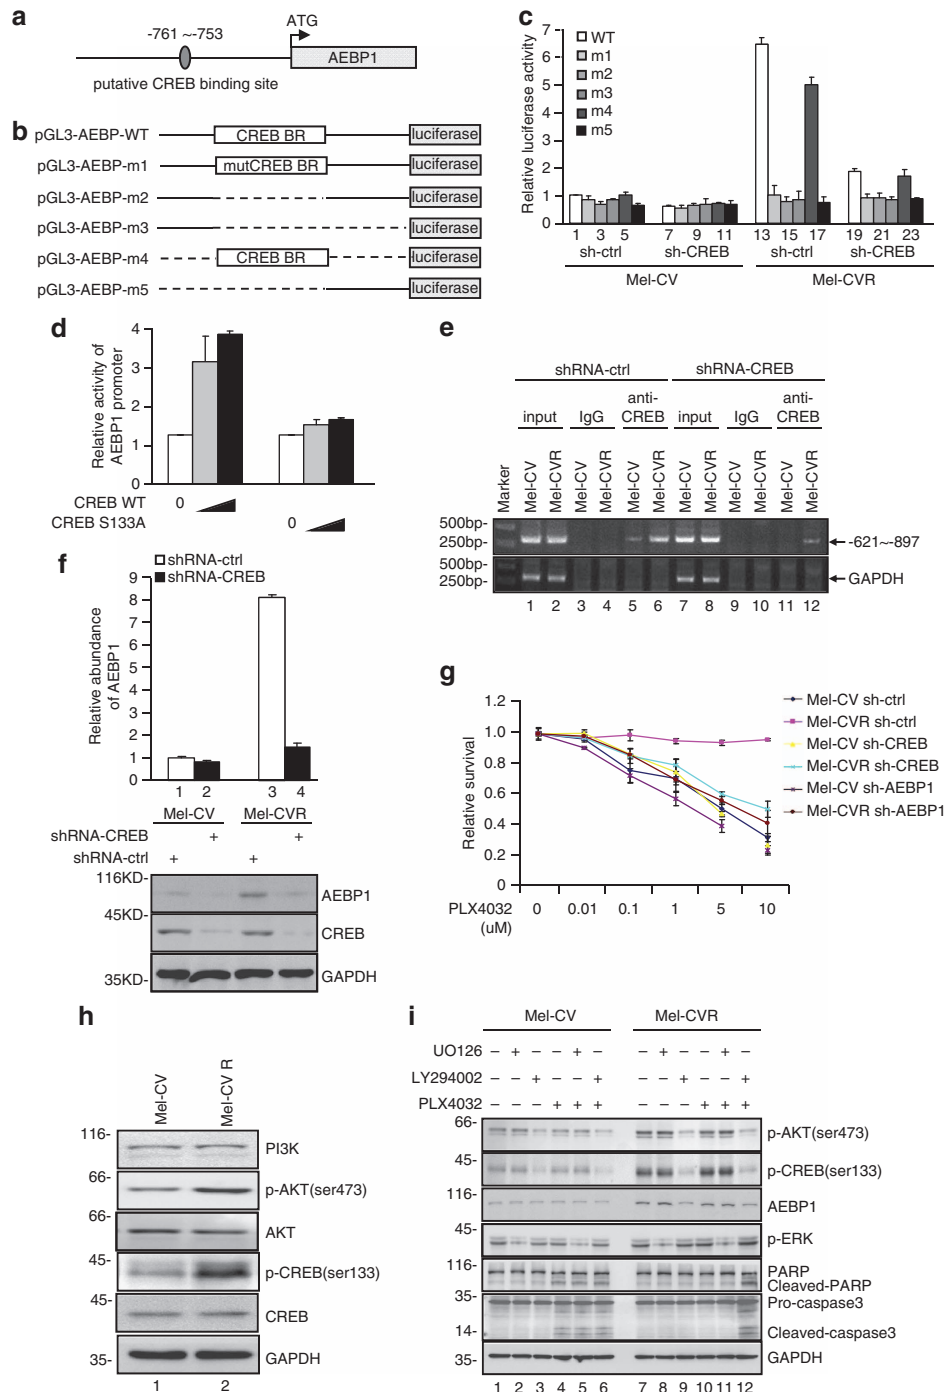 a
-761 ~-753
ATG
AEBP1
putative CREB binding site
b
pGL3-AEBP-WT
CREB BR
luciferase
pGL3-AEBP-m1
mutCREB BR
luciferase
pGL3-AEBP-m2
luciferase
pGL3-AEBP-m3
luciferase
pGL3-AEBP-m4
CREB BR
luciferase
pGL3-AEBP-m5
luciferase
c
Relative luciferase activity
7
6
5
4
3
2
1
0
WT
m1
m2
m3
m4
m5
1 3 5 7 9 11 13 15 17 19 21 23
sh-ctrl sh-CREB sh-ctrl sh-CREB
Mel-CV Mel-CVR
d
Relative activity of
AEBP1 promoter
4
3
2
1
0
CREB WT 0
CREB S133A 0
e
shRNA-ctrl shRNA-CREB
input IgG anti-CREB input IgG anti-CREB
Marker Mel-CV Mel-CVR Mel-CV Mel-CVR Mel-CV Mel-CVR Mel-CV Mel-CVR Mel-CV Mel-CVR Mel-CV Mel-CVR
500bp-
250bp-
-621~-897
500bp-
250bp-
GAPDH
1 2 3 4 5 6 7 8 9 10 11 12
f
shRNA-ctrl
shRNA-CREB
Relative abundance
of AEBP1
9
8
7
6
5
4
3
2
1
0
1 2 3 4
Mel-CV Mel-CVR
shRNA-CREB + +
shRNA-ctrl + +
116KD-
AEBP1
45KD-
CREB
35KD-
GAPDH
g
Relative survival
1.2
1.0
0.8
0.6
0.4
0.2
0
PLX4032
(uM)
0 0.01 0.1 1 5 10
Mel-CV sh-ctrl
Mel-CVR sh-ctrl
Mel-CV sh-CREB
Mel-CVR sh-CREB
Mel-CV sh-AEBP1
Mel-CVR sh-AEBP1
h
Mel-CV
Mel-CV R
116-
PI3K
66-
p-AKT(ser473)
66-
AKT
45-
p-CREB(ser133)
45-
CREB
35-
GAPDH
1 2
i
Mel-CV Mel-CVR
UO126 − + − − + − − + − − + −
LY294002 − − + − − + − − + − − +
PLX4032 − − − + + + − − − + + +
66-
p-AKT(ser473)
45-
p-CREB(ser133)
116-
AEBP1
45-
p-ERK
116-
PARP
Cleaved-PARP
35-
Pro-caspase3
14-
Cleaved-caspase3
35-
GAPDH
1 2 3 4 5 6 7 8 9 10 11 12